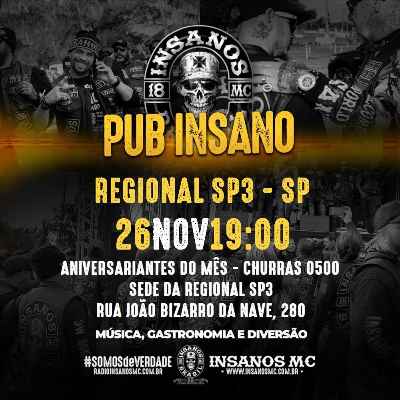 INSANOS
18 MC
PUB INSANO
REGIONAL SP3 - SP
26NOV19:00
ANIVERSARIANTES DO MÊS - CHURRAS 0500
SEDE DA REGIONAL SP3
RUA JOÃO BIZARRO DA NAVE, 280
MÚSICA, GASTRONOMIA E DIVERSÃO
#SOMOSdeVERDADE
RADIOINSANOSMC.COM.BR
INSANOS MC
• WWW.INSANOSMC.COM.BR •